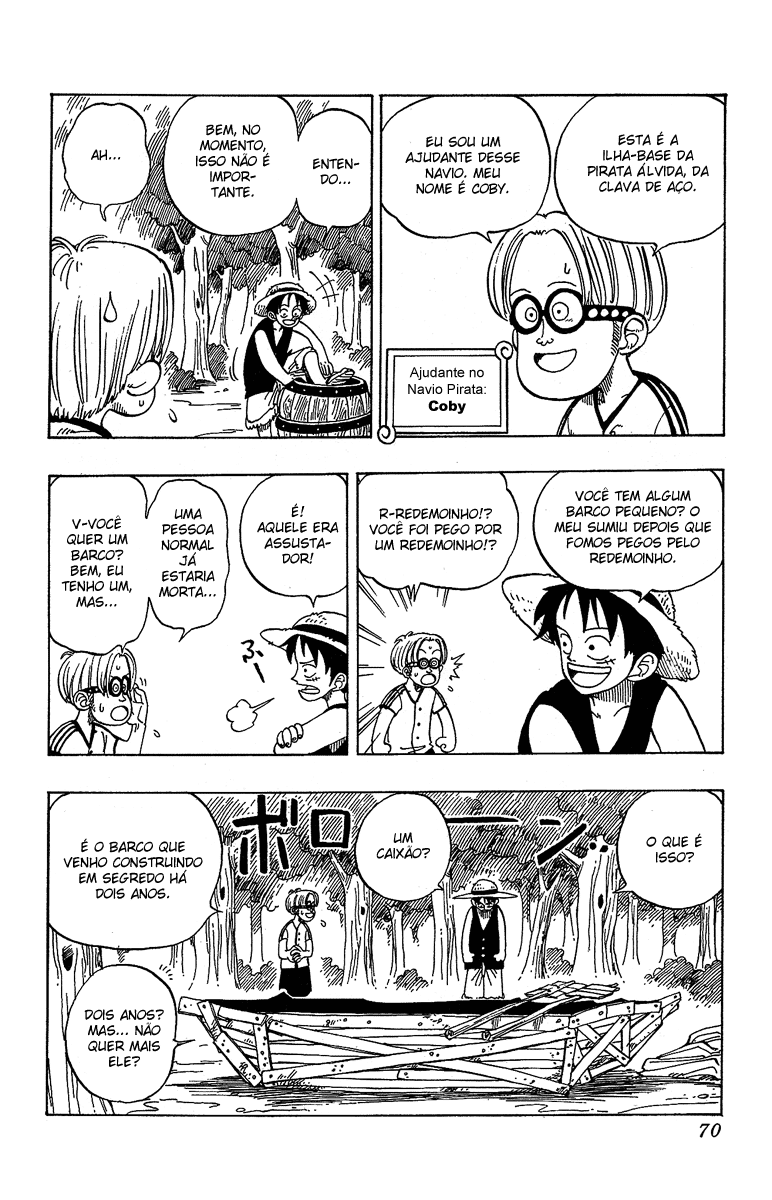 ESTA É A
ILHA-BASE DA
PIRATA ÁLVIDA, DA
CLAVA DE AÇO.
EU SOU UM
AJUDANTE DESSE
NAVIO. MEU
NOME É COBY.
Ajudante no
Navio Pirata:
Coby
ENTEN-
DO...
BEM, NO
MOMENTO,
ISSO NÃO É
IMPOR-
TANTE.
AH...
VOCÊ TEM ALGUM
BARCO PEQUENO? O
MEU SUMIU DEPOIS QUE
FOMOS PEGOS PELO
REDEMOINHO.
R-REDEMOINHO!?
VOCÊ FOI PEGO POR
UM REDEMOINHO!?
É!
AQUELE ERA
ASSUSTA-
DOR!
ふー
UMA
PESSOA
NORMAL
JÁ
ESTARIA
MORTA...
V-VOCÊ
QUER UM
BARCO?
BEM, EU
TENHO UM,
MAS...
O QUE É
ISSO?
UM
CAIXÃO?
ボローン
É O BARCO QUE
VENHO CONSTRUINDO
EM SEGREDO HÁ
DOIS ANOS.
DOIS ANOS?
MAS... NÃO
QUER MAIS
ELE?
70